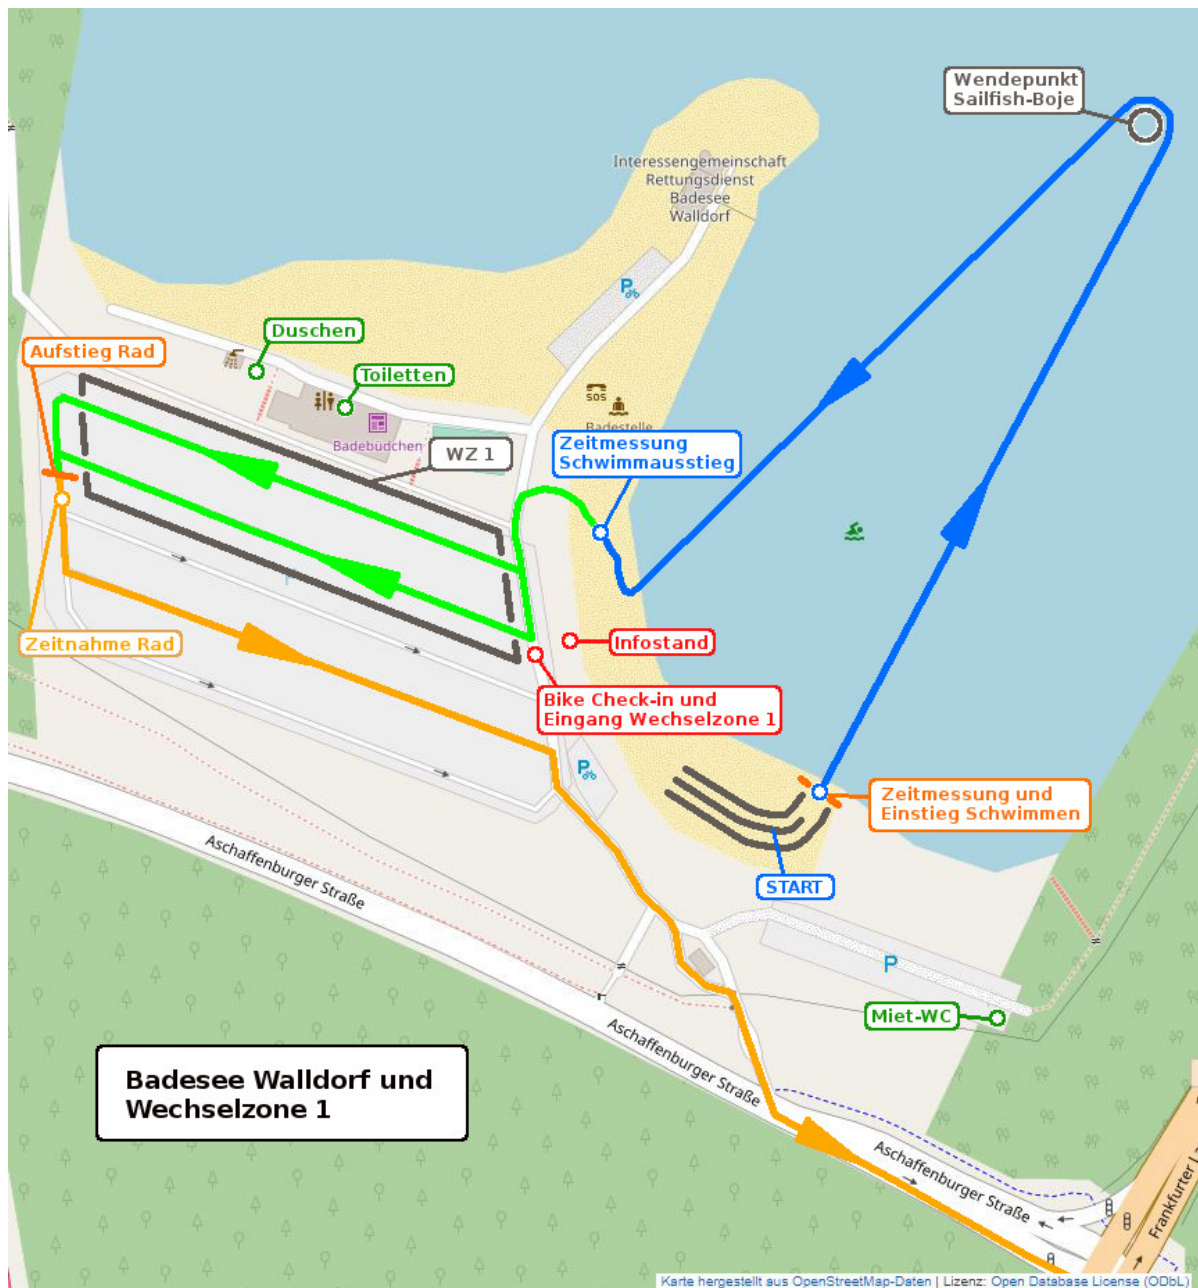 Wendepunkt
Sailfish-Boje
Interessengemeinschaft
Rettungsdienst
Badesee
Walldorf
P
Duschen
Aufstieg Rad
Toiletten
SOS
Badestelle
Badebüdchen
WZ 1
Zeitmessung
Schwimmausstieg
Zeitnahme Rad
Infostand
Bike Check-in und
Eingang Wechselzone 1
P
Zeitmessung und
Einstieg Schwimmen
START
Aschaffenburger Straße
P
Miet-WC
Aschaffenburger Straße
Badesee Walldorf und
Wechselzone 1
Aschaffenburger Straße
Frankfurter
Karte hergestellt aus OpenStreetMap-Daten | Lizenz: Open Database License (ODbL)